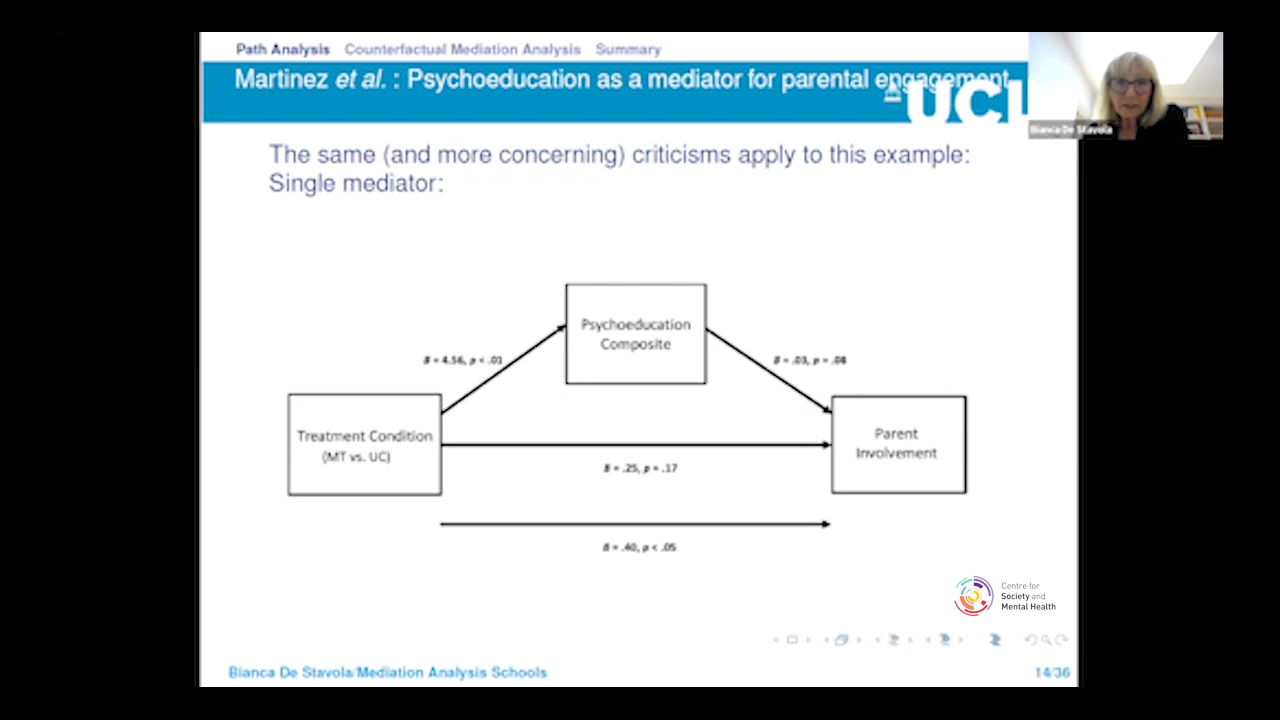 Path Analysis Counterfactual Mediation Analysis Summary
Martinez et al. : Psychoeducation as a mediator for parental engagement
UCL
Bianca De Stavola
The same (and more concerning) criticisms apply to this example:
Single mediator:
Psychoeducation
Composite
B = 4.56, p < .01
B = .03, p = .08
Treatment Condition
(MT vs. UC)
Parent
Involvement
B = .25, p = .17
B = .40, p < .05
Centre for
Society and
Mental Health
Bianca De Stavola/Mediation Analysis Schools
14/36